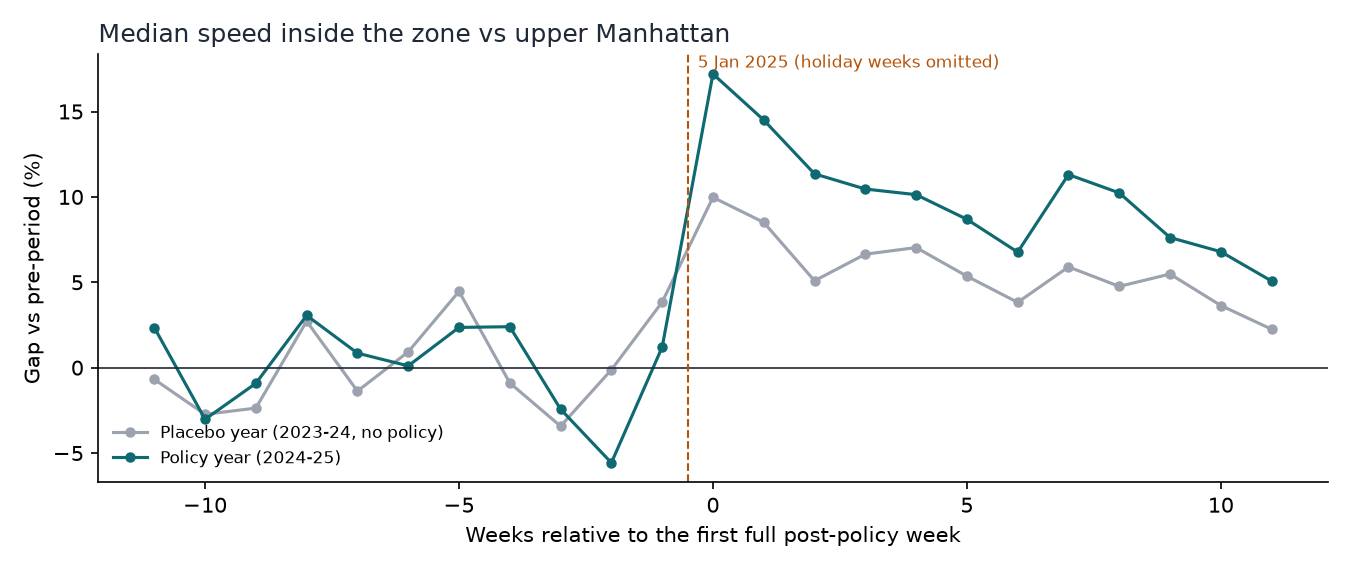 Median speed inside the zone vs upper Manhattan
5 Jan 2025 (holiday weeks omitted)
Gap vs pre-period (%)
15
10
5
0
−5
Placebo year (2023-24, no policy)
Policy year (2024-25)
−10
−5
0
5
10
Weeks relative to the first full post-policy week